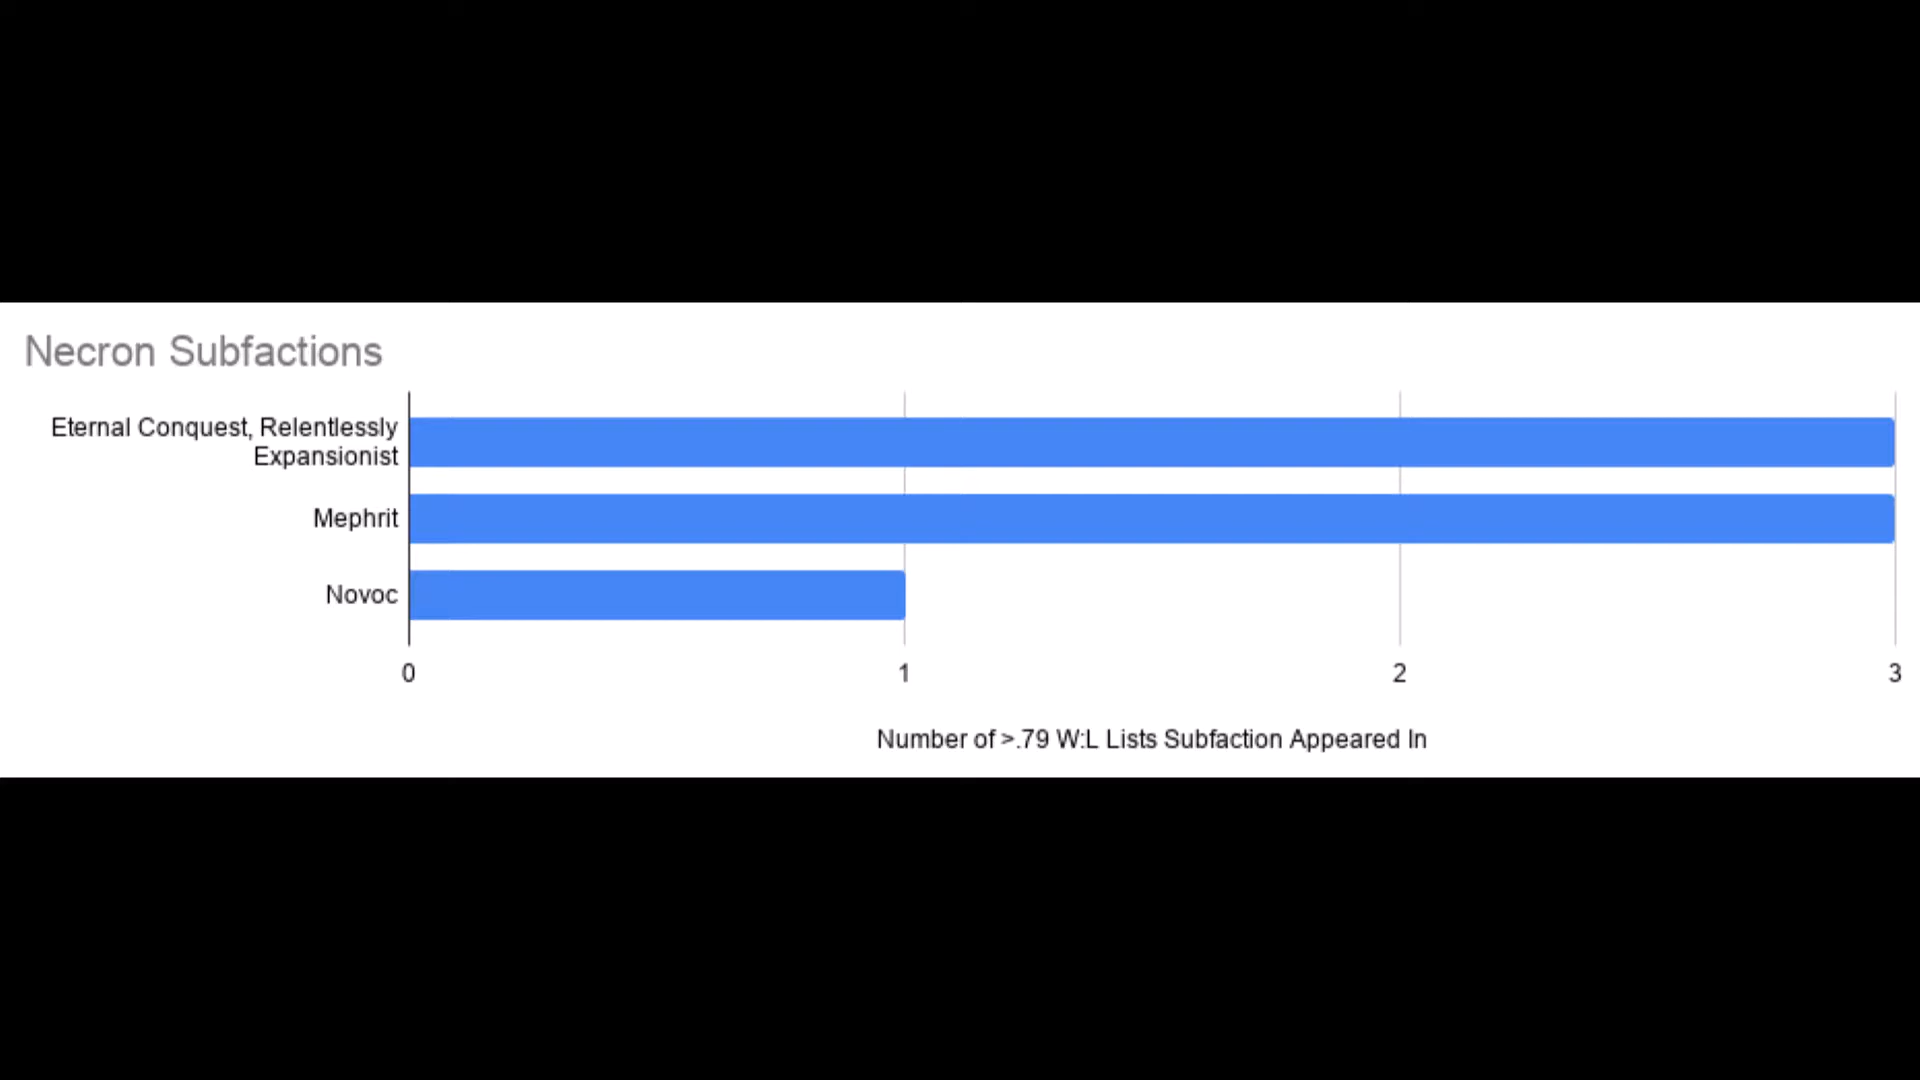 Necron Subfactions
Eternal Conquest, Relentlessly
Expansionist
Mephrit
Novoc
0 1 2 3
Number of >.79 W:L Lists Subfaction Appeared In